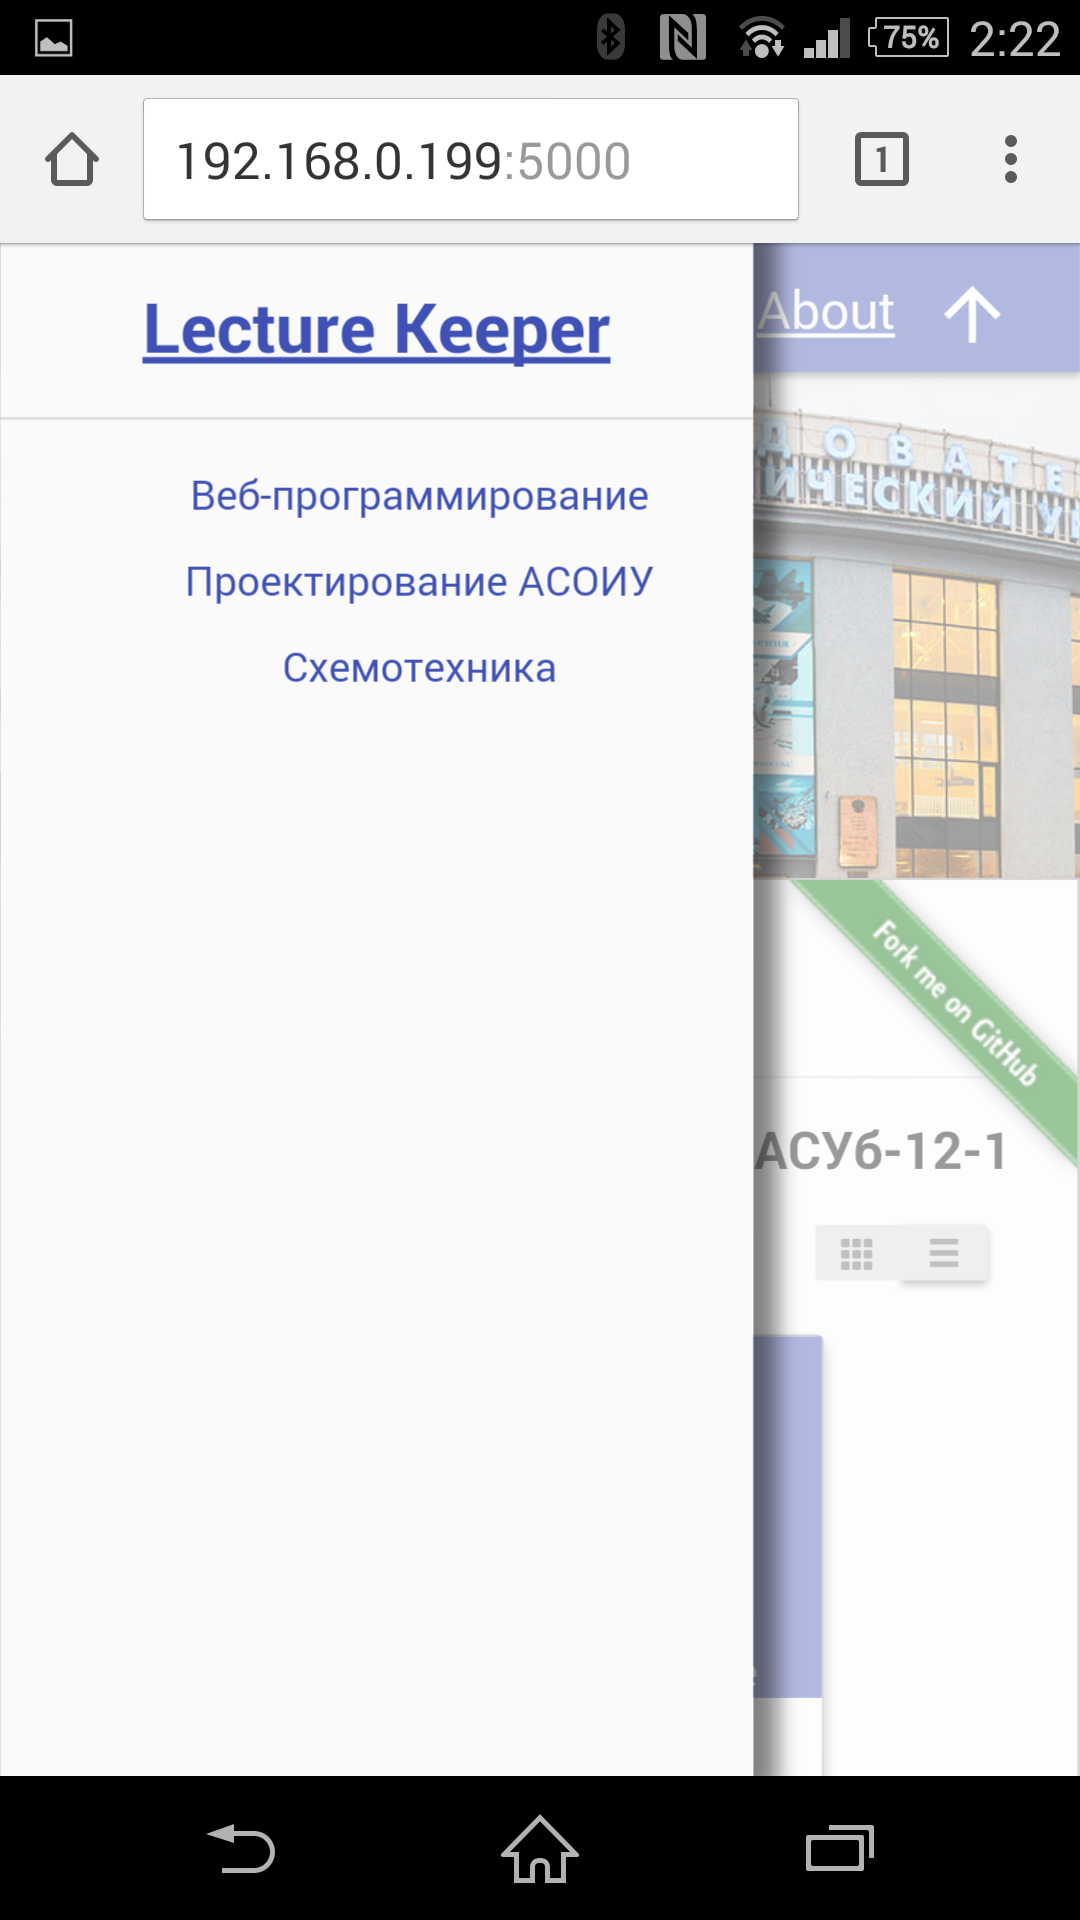 75% 2:22
192.168.0.199:5000
1
Lecture Keeper
About
Веб-программирование
Проектирование АСОИУ
Схемотехника
ДОВАТЕ
ИЧЕСКИЙ У
Fork me on GitHub
АСУб-12-1